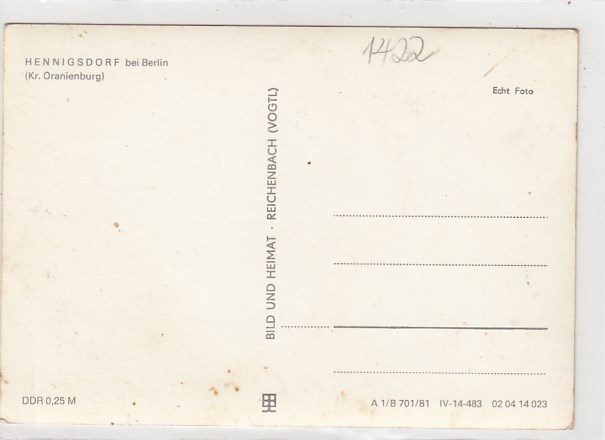 1422
HENNIGSDORF bei Berlin
(Kr. Oranienburg)
Echt Foto
BILD UND HEIMAT · REICHENBACH (VOGTL)
DDR 0,25 M
A 1/B 701/81 IV-14-483 02 04 14 023